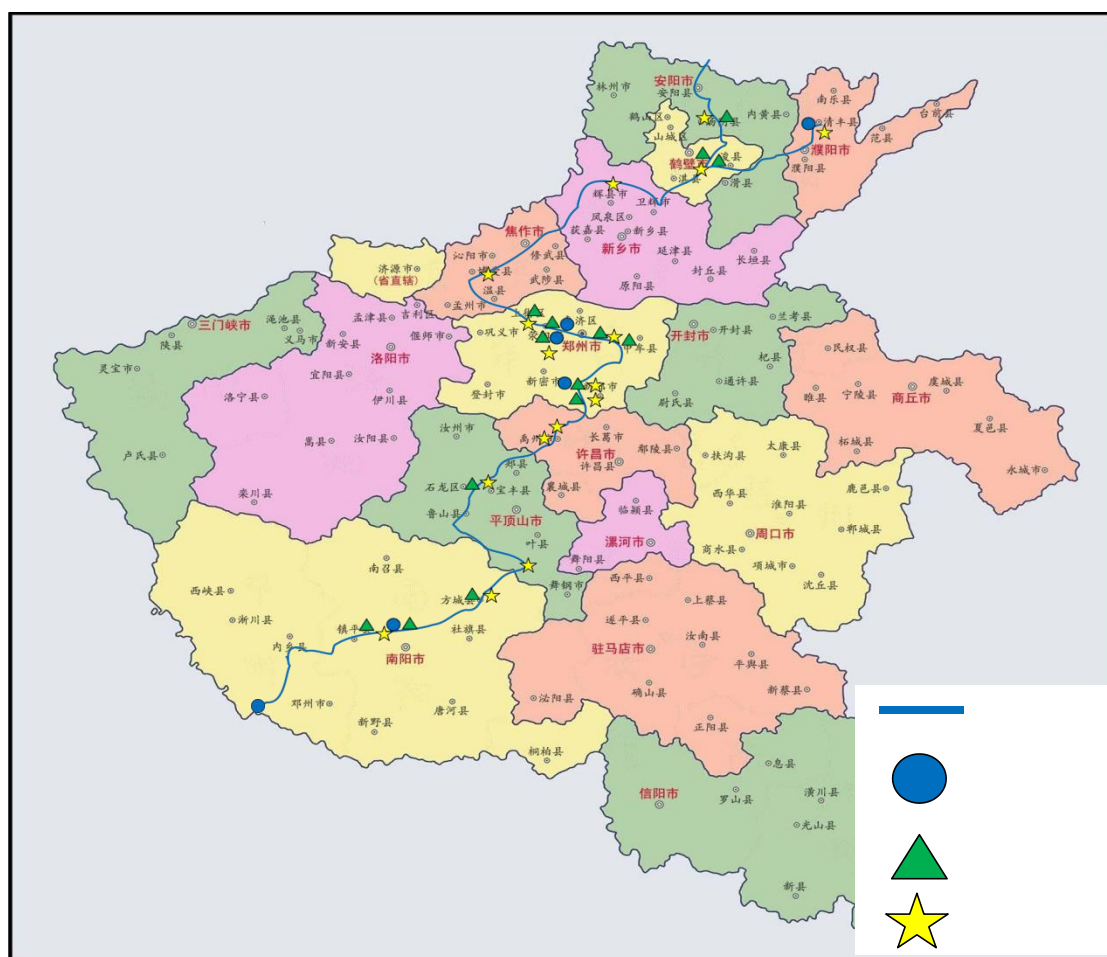 安阳市
安阳县
林州市
鹤山区
山城区
内黄县
南乐县
清丰县
台前县
范县
濮阳市
濮阳县
鹤壁市
浚县
淇县
滑县
辉县市
卫辉市
凤泉区
获嘉县
新乡县
新乡市
延津县
长垣县
封丘县
原阳县
焦作市
沁阳市
修武县
武陟县
温县
孟州市
济源市
(省直辖)
三门峡市
渑池县
义马市
陕县
灵宝市
卢氏县
孟津县
吉利区
偃师市
新安县
洛阳市
宜阳县
洛宁县
伊川县
嵩县
汝阳县
栾川县
巩义市
郑州市
中牟县
新密市
登封市
开封市
开封县
兰考县
杞县
通许县
尉氏县
民权县
睢县
宁陵县
商丘市
虞城县
夏邑县
柘城县
永城市
汝州市
郏县
石龙区
宝丰县
鲁山县
平顶山市
叶县
舞钢市
禹州市
长葛市
鄢陵县
许昌市
许昌县
襄城县
临颍县
漯河市
舞阳县
扶沟县
太康县
西华县
淮阳县
鹿邑县
周口市
郸城县
商水县
项城市
沈丘县
南召县
西峡县
方城县
淅川县
镇平县
内乡县
社旗县
南阳市
邓州市
唐河县
新野县
桐柏县
西平县
上蔡县
遂平县
汝南县
驻马店市
平舆县
确山县
新蔡县
泌阳县
正阳县
息县
信阳市
罗山县
潢川县
光山县
新县